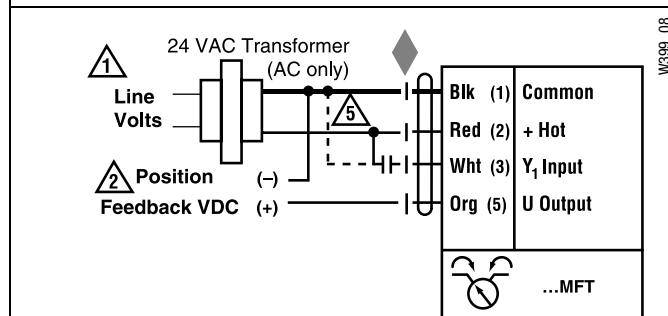 W399_08
1
24 VAC Transformer
(AC only)
Line
Volts
5
2 Position (–)
Feedback VDC (+)
Blk (1) Common
Red (2) + Hot
Wht (3) Y1 Input
Org (5) U Output
...MFT